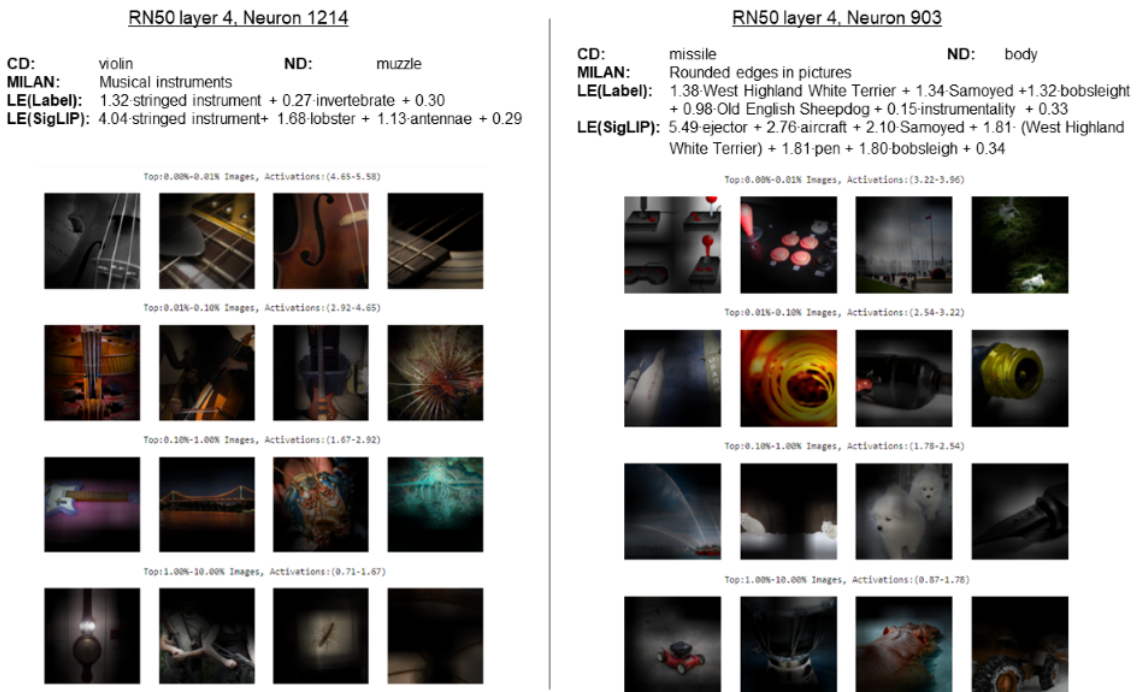 RN50 layer 4, Neuron 1214
CD: violin ND: muzzle
MILAN: Musical instruments
LE(Label): 1.32·stringed instrument + 0.27·invertebrate + 0.30
LE(SigLIP): 4.04·stringed instrument+ 1.68·lobster + 1.13·antennae + 0.29
Top:0.00%-0.01% Images, Activations:(4.65-5.58)
Top:0.01%-0.10% Images, Activations:(2.92-4.65)
Top:0.10%-1.00% Images, Activations:(1.67-2.92)
Top:1.00%-10.00% Images, Activations:(0.71-1.67)
RN50 layer 4, Neuron 903
CD: missile ND: body
MILAN: Rounded edges in pictures
LE(Label): 1.38·West Highland White Terrier + 1.34·Samoyed +1.32·bobsleight
+ 0.98·Old English Sheepdog + 0.15·instrumentality + 0.33
LE(SigLIP): 5.49·ejector + 2.76·aircraft + 2.10·Samoyed + 1.81· (West Highland
White Terrier) + 1.81·pen + 1.80·bobsleigh + 0.34
Top:0.00%-0.01% Images, Activations:(3.22-3.96)
Top:0.01%-0.10% Images, Activations:(2.54-3.22)
Top:0.10%-1.00% Images, Activations:(1.78-2.54)
Top:1.00%-10.00% Images, Activations:(0.87-1.78)